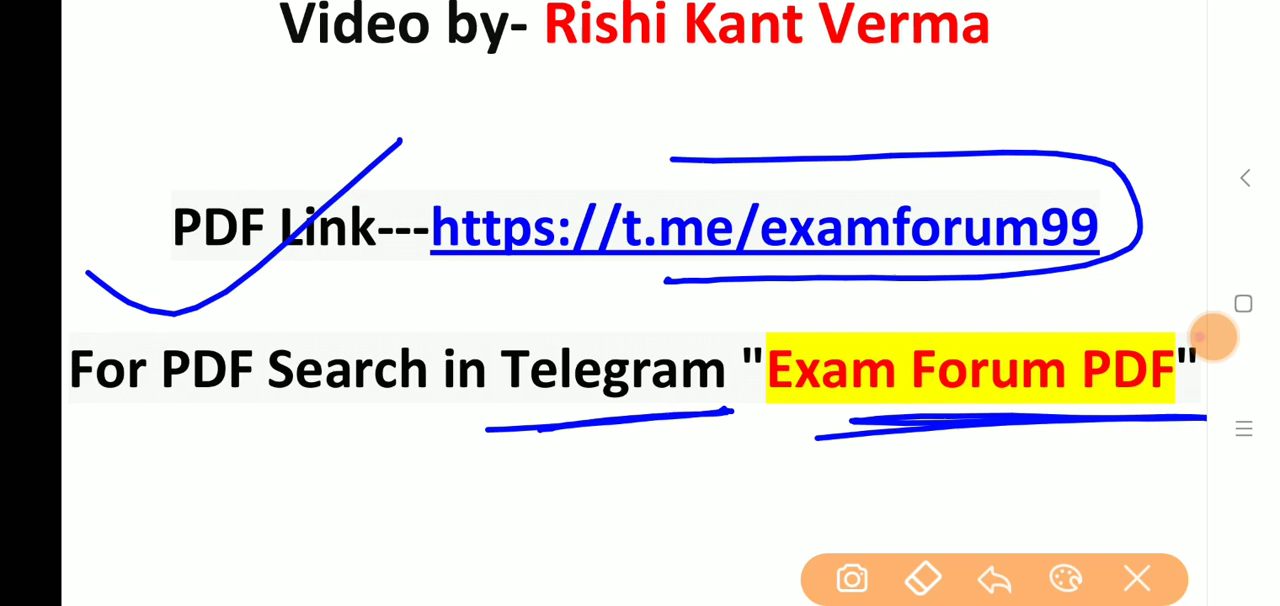 Video by- Rishi Kant Verma
PDF Link---https://t.me/examforum99
For PDF Search in Telegram "Exam Forum PDF"